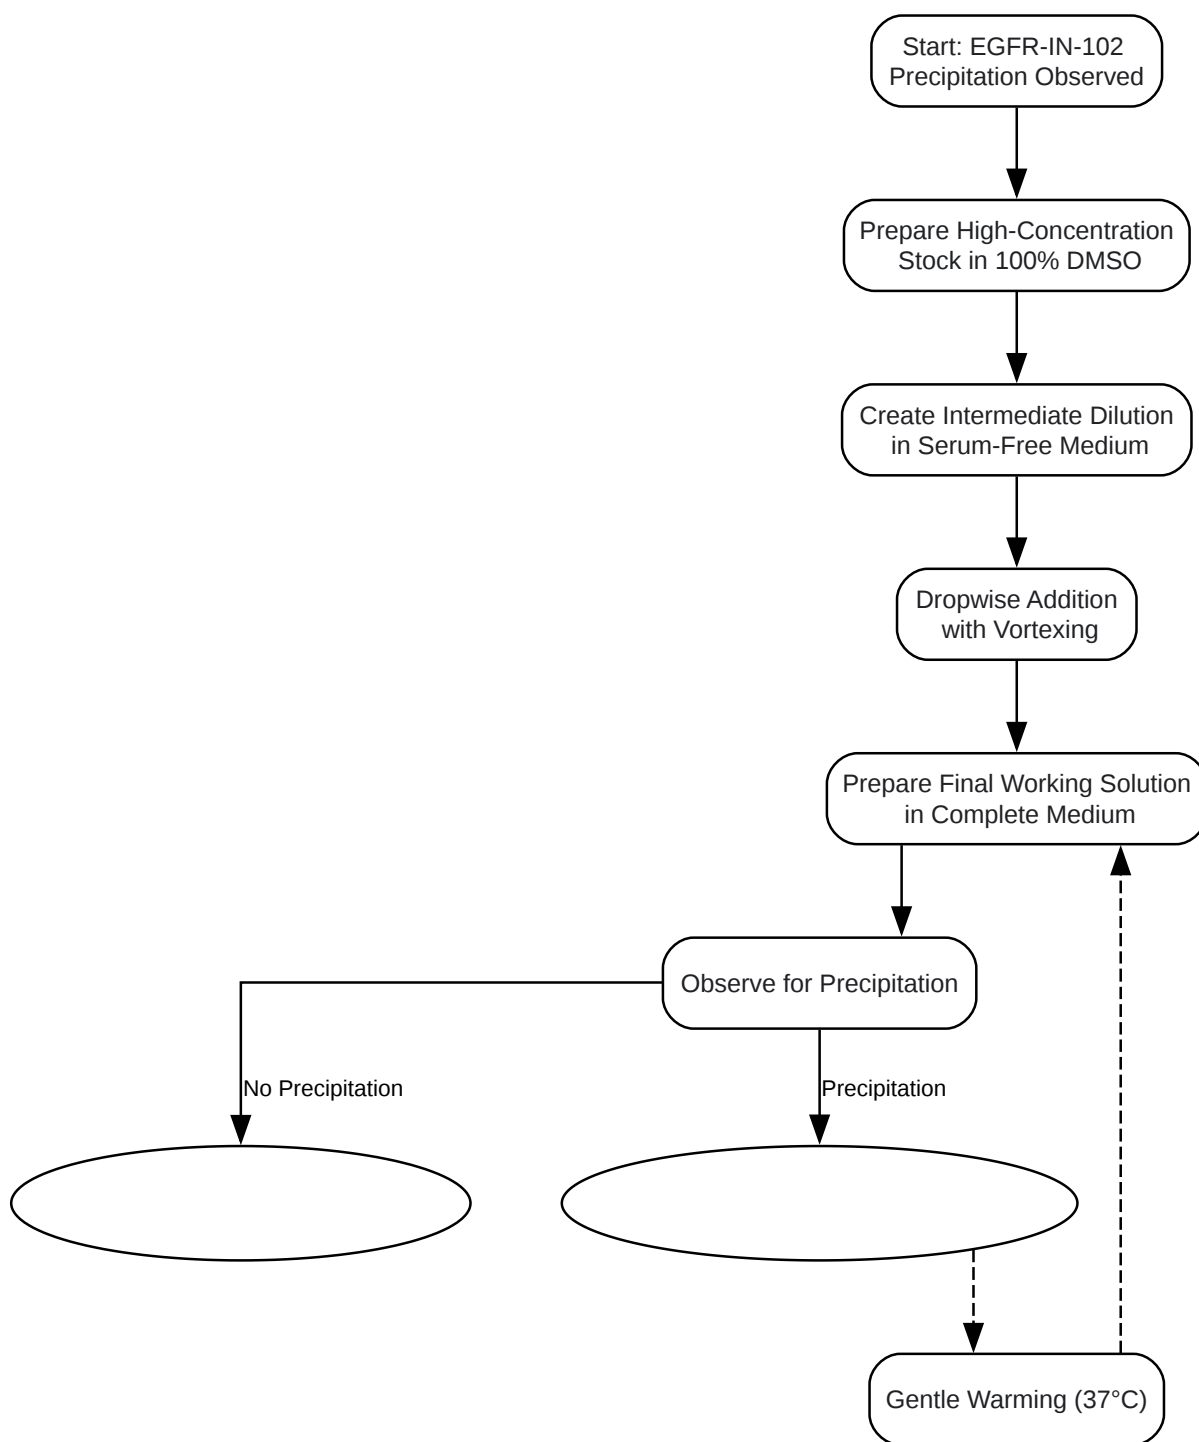 Start: EGFR-IN-102
Precipitation Observed
Prepare High-Concentration
Stock in 100% DMSO
Create Intermediate Dilution
in Serum-Free Medium
Dropwise Addition
with Vortexing
Prepare Final Working Solution
in Complete Medium
Observe for Precipitation
No Precipitation
Precipitation
Gentle Warming (37°C)